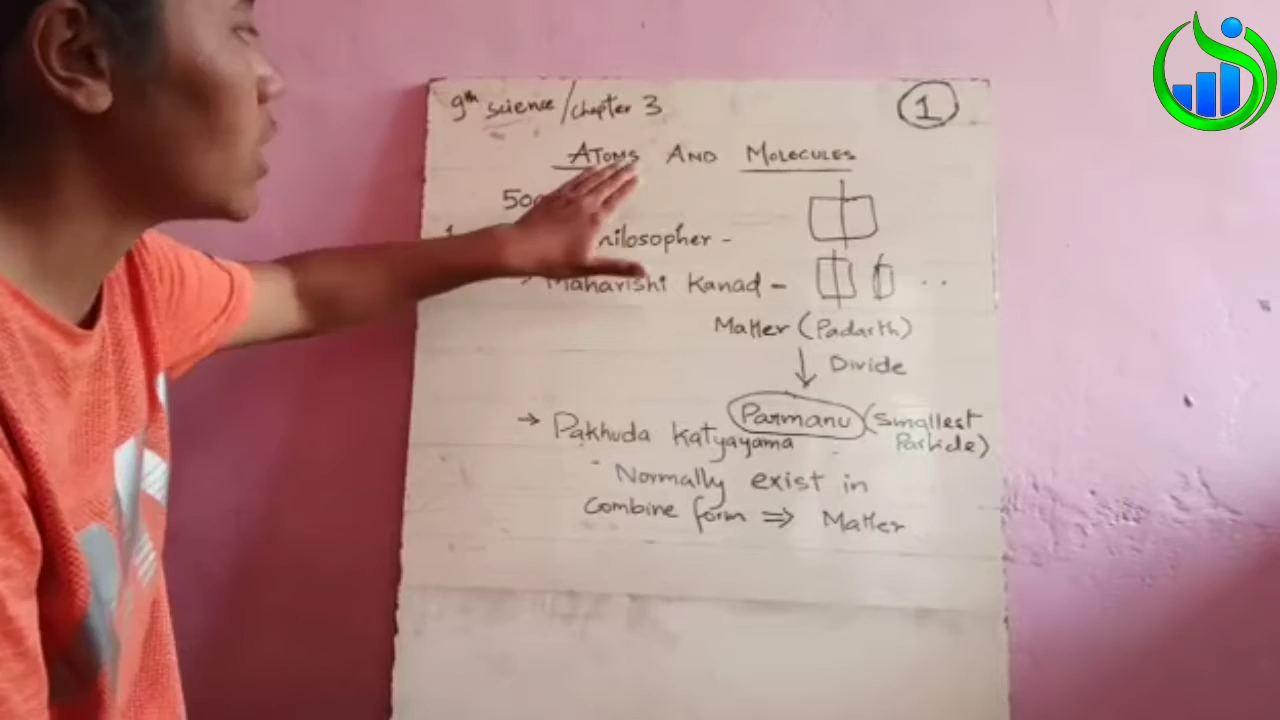 9th science/chapter 3
1
ATOMS AND MOLECULES
Maharishi Kanad -
Matter (Padarth)
Divide
Parmanu (Smallest Particle)
→ Pakhuda Katyayama
Normally exist in
Combine form ⇒ Matter